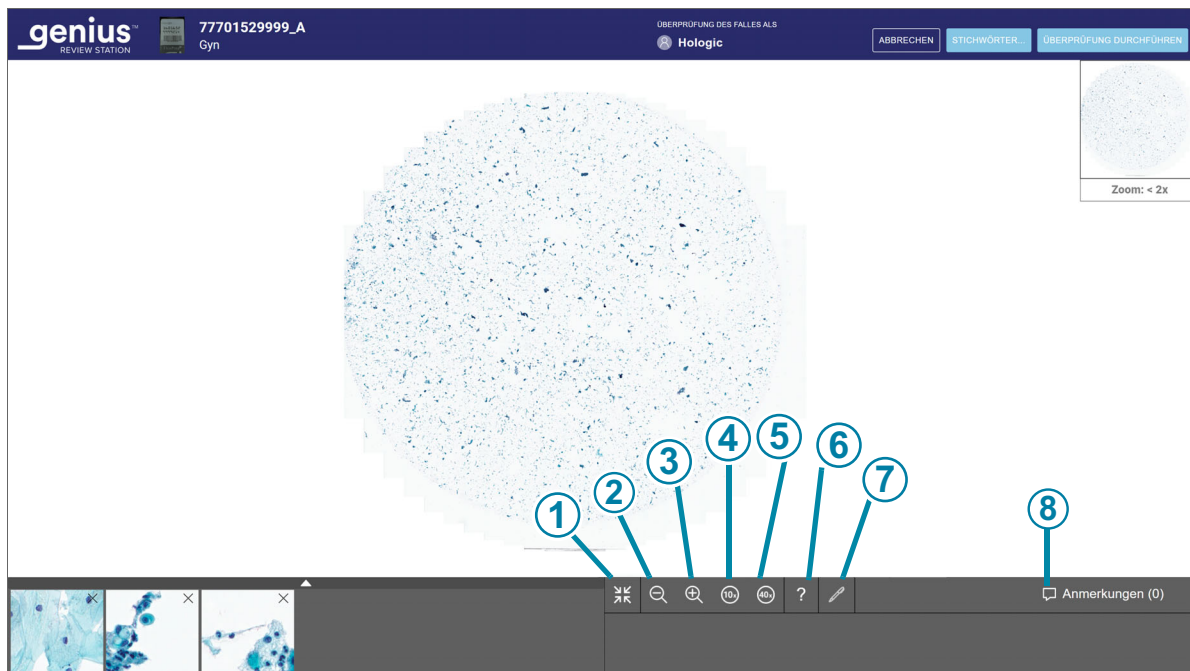 genius™
REVIEW STATION
77701529999_A
Gyn
ÜBERPRÜFUNG DES FALLES ALS
Hologic
ABBRECHEN
STICHWÖRTER...
ÜBERPRÜFUNG DURCHFÜHREN
Zoom: < 2x
1
2
3
4
5
6
7
8
10x
40x
?
Anmerkungen (0)